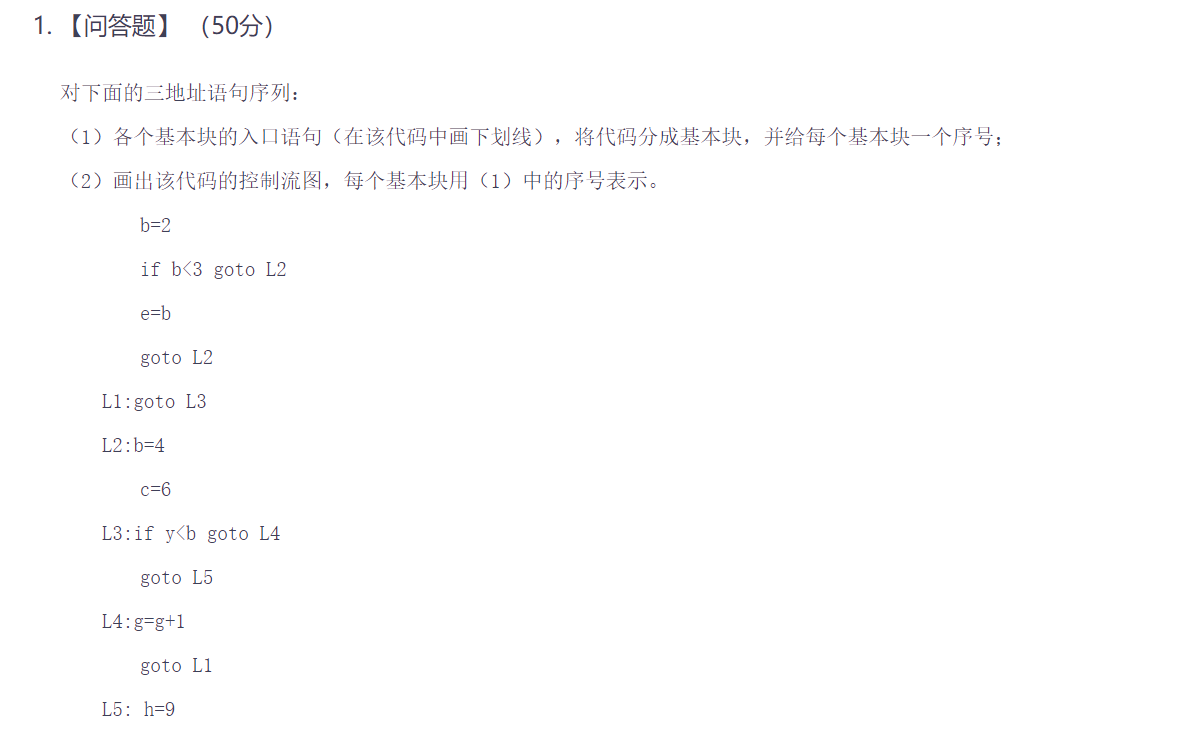 1. 【问答题】 （50分）
对下面的三地址语句序列：
（1）各个基本块的入口语句（在该代码中画下划线），将代码分成基本块，并给每个基本块一个序号；
（2）画出该代码的控制流图，每个基本块用（1）中的序号表示。
b=2
if b<3 goto L2
e=b
goto L2
L1:goto L3
L2:b=4
c=6
L3:if y<b goto L4
goto L5
L4:g=g+1
goto L1
L5: h=9